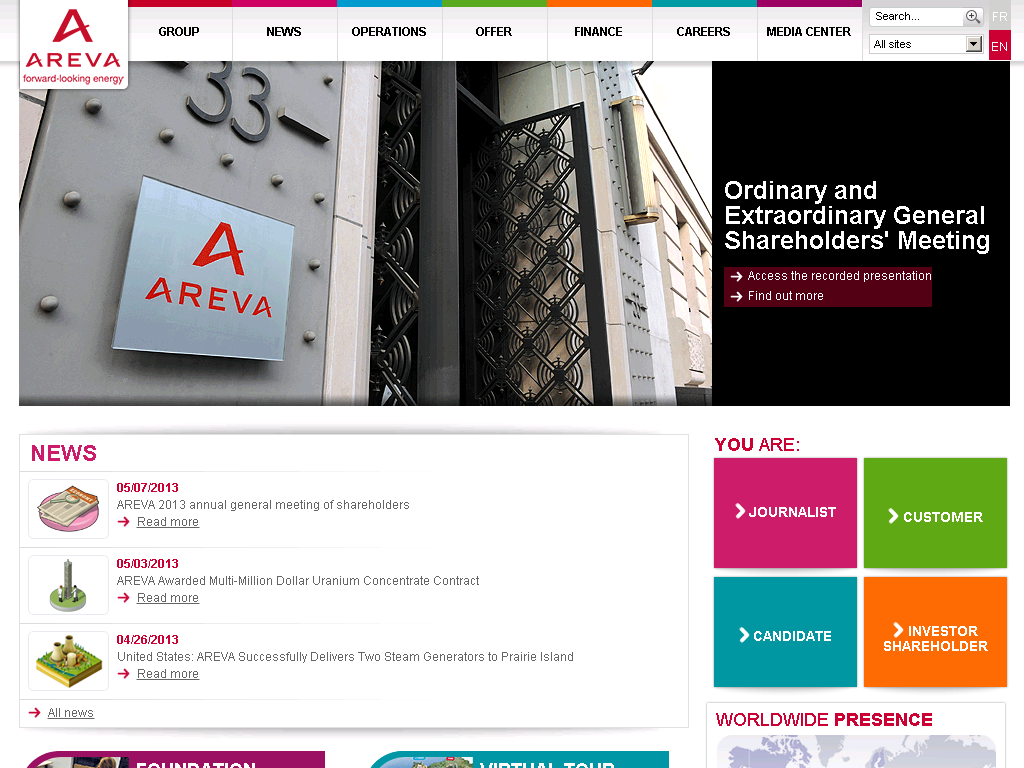 AREVA
forward-looking energy
GROUP
NEWS
OPERATIONS
OFFER
FINANCE
CAREERS
MEDIA CENTER
Search...
FR
All sites
EN
33
AREVA
Ordinary and
Extraordinary General
Shareholders' Meeting
Access the recorded presentation
Find out more
NEWS
05/07/2013
AREVA 2013 annual general meeting of shareholders
Read more
05/03/2013
AREVA Awarded Multi-Million Dollar Uranium Concentrate Contract
Read more
04/26/2013
United States: AREVA Successfully Delivers Two Steam Generators to Prairie Island
Read more
All news
YOU ARE:
JOURNALIST
CUSTOMER
CANDIDATE
INVESTOR
SHAREHOLDER
WORLDWIDE PRESENCE
FOUNDATION
VIRTUAL TOUR